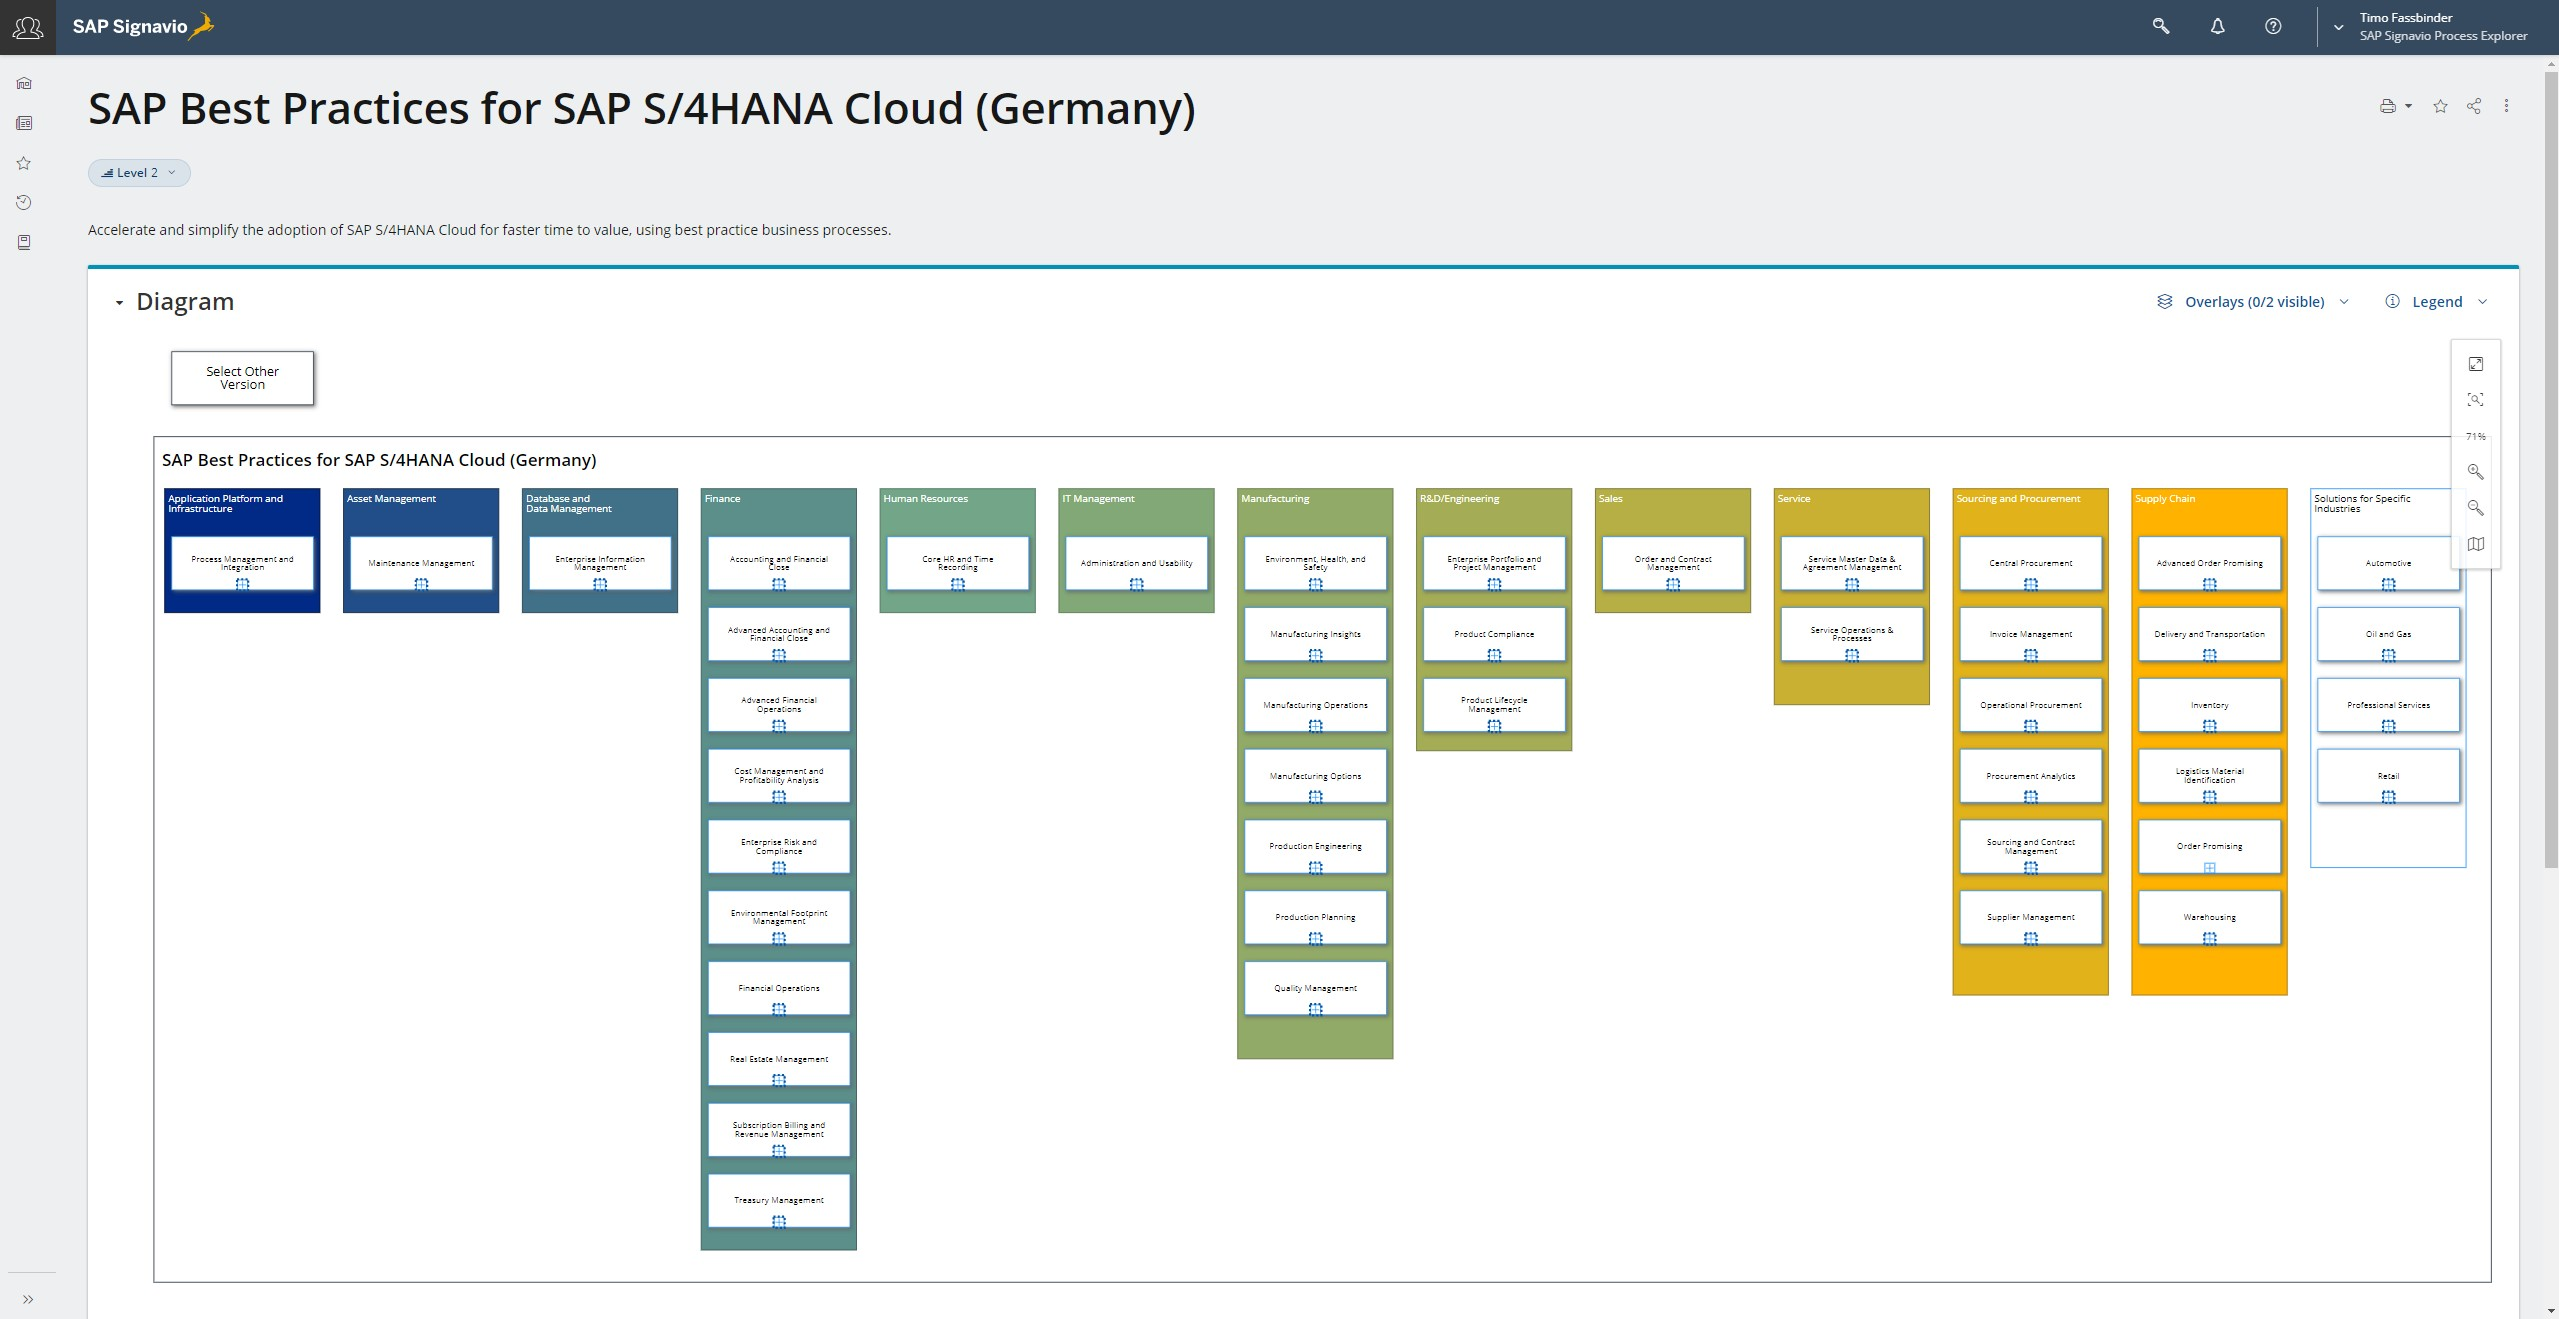 SAP Signavio
Timo Fassbinder
SAP Signavio Process Explorer
SAP Best Practices for SAP S/4HANA Cloud (Germany)
Level 2
Accelerate and simplify the adoption of SAP S/4HANA Cloud for faster time to value, using best practice business processes.
Diagram
Overlays (0/2 visible)
Legend
Select Other
Version
71%
SAP Best Practices for SAP S/4HANA Cloud (Germany)
Application Platform and
Infrastructure
Process Management and
Integration
Asset Management
Maintenance Management
Database and
Data Management
Enterprise Information
Management
Finance
Accounting and Financial
Close
Advanced Accounting and
Financial Close
Advanced Financial
Operations
Cost Management and
Profitability Analysis
Enterprise Risk and
Compliance
Environmental Footprint
Management
Financial Operations
Real Estate Management
Subscription Billing and
Revenue Management
Treasury Management
Human Resources
Core HR and Time
Recording
IT Management
Administration and Usability
Manufacturing
Environment, Health, and
Safety
Manufacturing Insights
Manufacturing Operations
Manufacturing Options
Production Engineering
Production Planning
Quality Management
R&D/Engineering
Enterprise Portfolio and
Project Management
Product Compliance
Product Lifecycle
Management
Sales
Order and Contract
Management
Service
Service Master Data &
Agreement Management
Service Operations &
Processes
Sourcing and Procurement
Central Procurement
Invoice Management
Operational Procurement
Procurement Analytics
Sourcing and Contract
Management
Supplier Management
Supply Chain
Advanced Order Promising
Delivery and Transportation
Inventory
Logistics Material
Identification
Order Promising
Warehousing
Solutions for Specific
Industries
Automotive
Oil and Gas
Professional Services
Retail